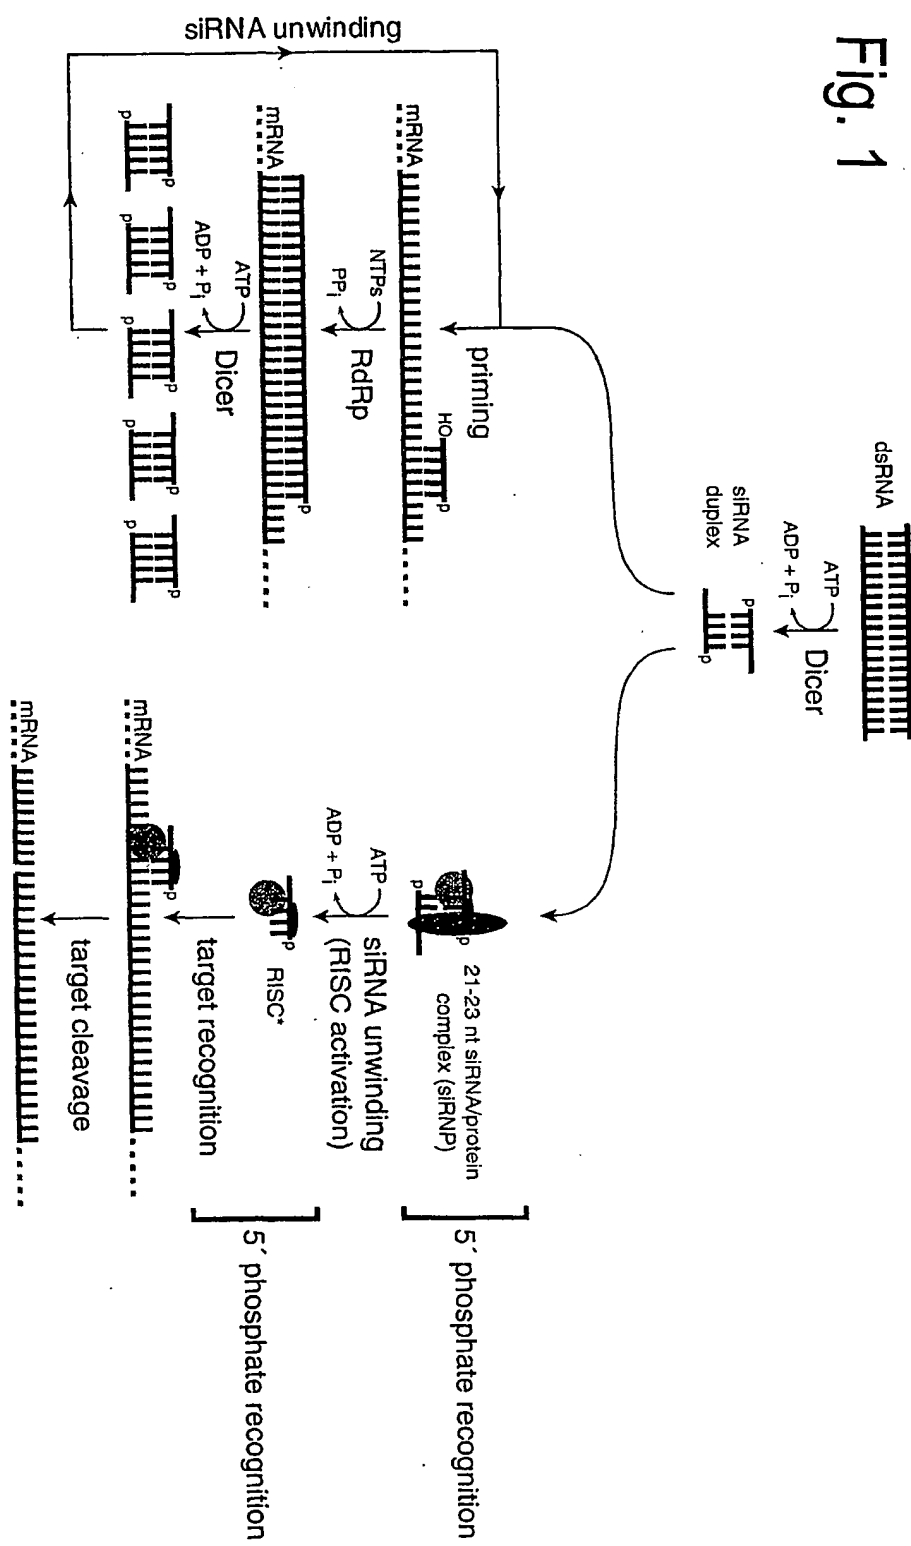 Fig. 1
dsRNA
ATP
ADP + Pi
Dicer
siRNA
duplex
p
p
siRNA unwinding
priming
mRNA
HO
p
NTPs
PPi
RdRp
mRNA
p
ATP
ADP + Pi
Dicer
p
p
p
p
p
p
p
p
p
p
p
p
21-23 nt siRNA/protein
complex (siRNP)
5´ phosphate recognition
ATP
ADP + Pi
siRNA unwinding
(RISC activation)
p
RISC*
5´ phosphate recognition
target recognition
mRNA
p
target cleavage
mRNA